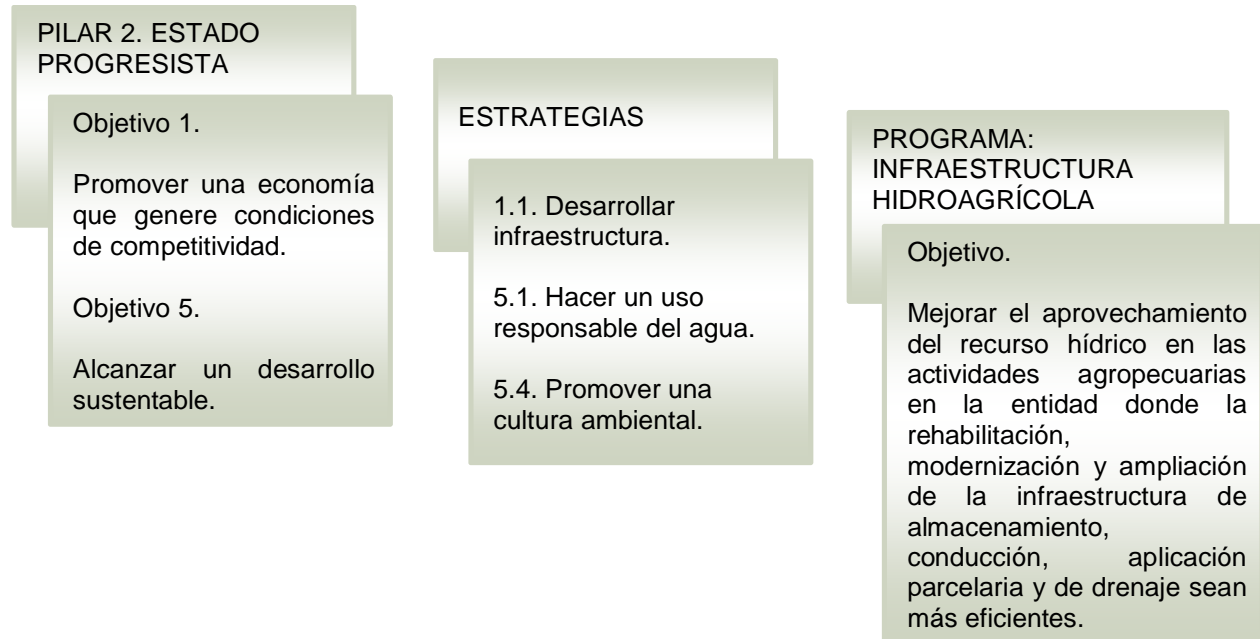 PILAR 2. ESTADO
PROGRESISTA
Objetivo 1.
Promover una economía
que genere condiciones
de competitividad.
Objetivo 5.
Alcanzar un desarrollo
sustentable.
ESTRATEGIAS
1.1. Desarrollar
infraestructura.
5.1. Hacer un uso
responsable del agua.
5.4. Promover una
cultura ambiental.
PROGRAMA:
INFRAESTRUCTURA
HIDROAGRÍCOLA
Objetivo.
Mejorar el aprovechamiento
del recurso hídrico en las
actividades agropecuarias
en la entidad donde la
rehabilitación,
modernización y ampliación
de la infraestructura de
almacenamiento,
conducción, aplicación
parcelaria y de drenaje sean
más eficientes.